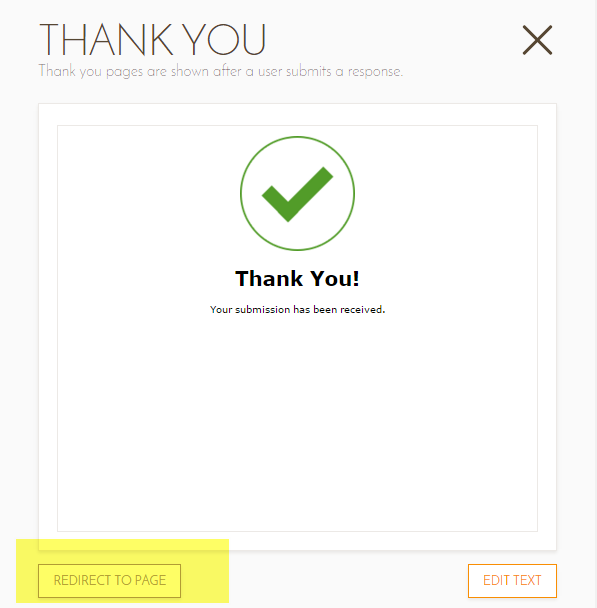 THANK YOU
Thank you pages are shown after a user submits a response.
Thank You!
Your submission has been received.
REDIRECT TO PAGE
EDIT TEXT